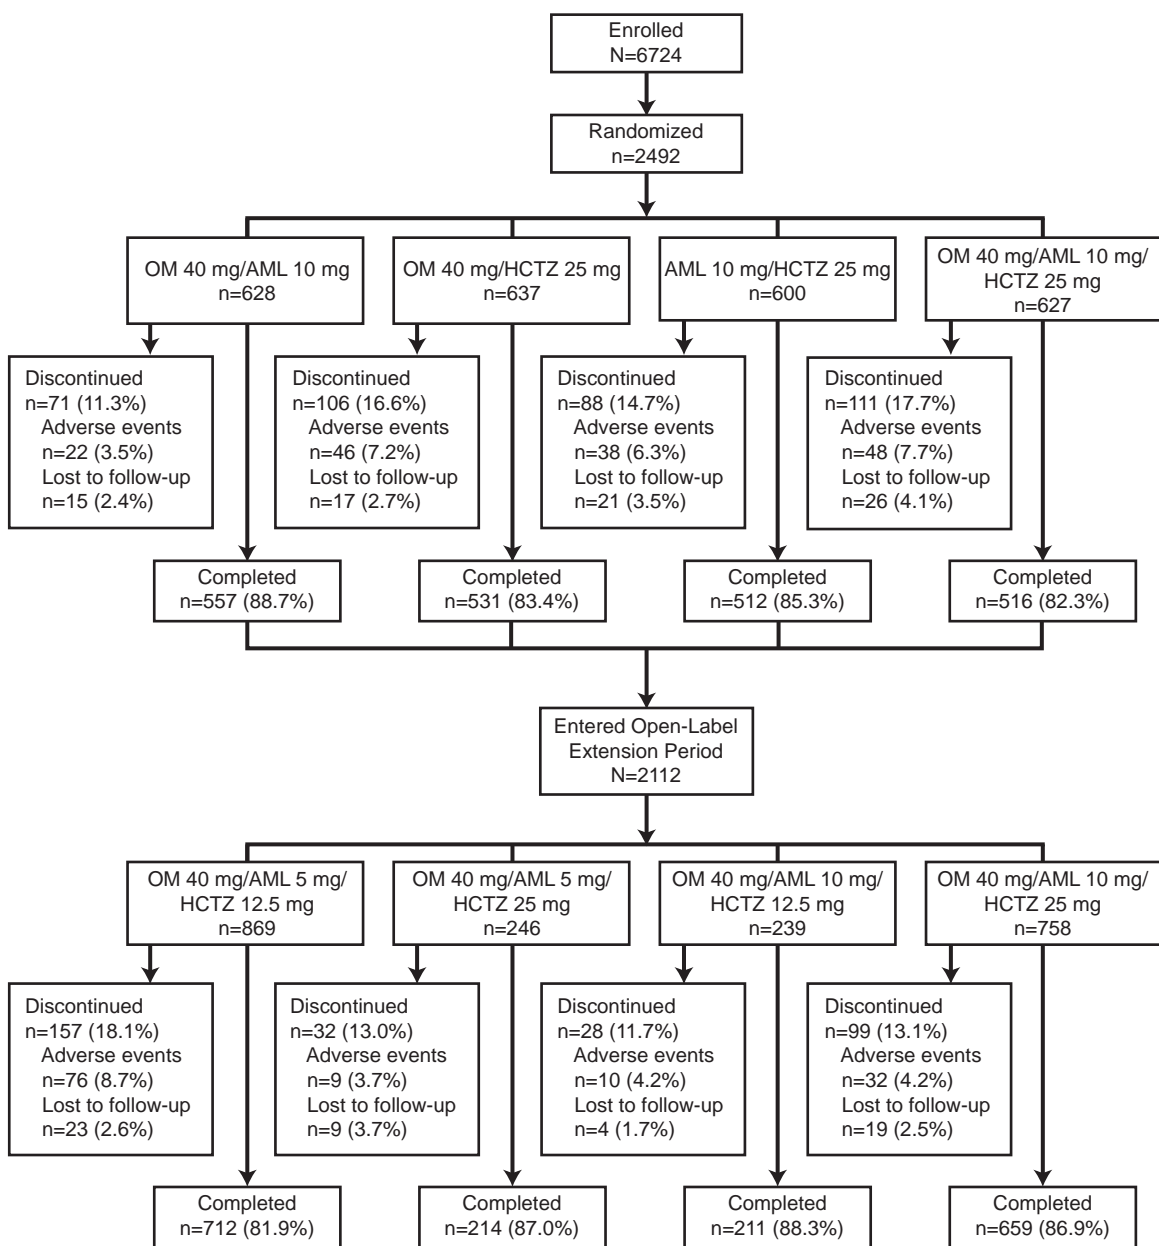 Enrolled
N=6724
Randomized
n=2492
OM 40 mg/AML 10 mg
n=628
OM 40 mg/HCTZ 25 mg
n=637
AML 10 mg/HCTZ 25 mg
n=600
OM 40 mg/AML 10 mg/
HCTZ 25 mg
n=627
Discontinued
n=71 (11.3%)
Adverse events
n=22 (3.5%)
Lost to follow-up
n=15 (2.4%)
Discontinued
n=106 (16.6%)
Adverse events
n=46 (7.2%)
Lost to follow-up
n=17 (2.7%)
Discontinued
n=88 (14.7%)
Adverse events
n=38 (6.3%)
Lost to follow-up
n=21 (3.5%)
Discontinued
n=111 (17.7%)
Adverse events
n=48 (7.7%)
Lost to follow-up
n=26 (4.1%)
Completed
n=557 (88.7%)
Completed
n=531 (83.4%)
Completed
n=512 (85.3%)
Completed
n=516 (82.3%)
Entered Open-Label
Extension Period
N=2112
OM 40 mg/AML 5 mg/
HCTZ 12.5 mg
n=869
OM 40 mg/AML 5 mg/
HCTZ 25 mg
n=246
OM 40 mg/AML 10 mg/
HCTZ 12.5 mg
n=239
OM 40 mg/AML 10 mg/
HCTZ 25 mg
n=758
Discontinued
n=157 (18.1%)
Adverse events
n=76 (8.7%)
Lost to follow-up
n=23 (2.6%)
Discontinued
n=32 (13.0%)
Adverse events
n=9 (3.7%)
Lost to follow-up
n=9 (3.7%)
Discontinued
n=28 (11.7%)
Adverse events
n=10 (4.2%)
Lost to follow-up
n=4 (1.7%)
Discontinued
n=99 (13.1%)
Adverse events
n=32 (4.2%)
Lost to follow-up
n=19 (2.5%)
Completed
n=712 (81.9%)
Completed
n=214 (87.0%)
Completed
n=211 (88.3%)
Completed
n=659 (86.9%)